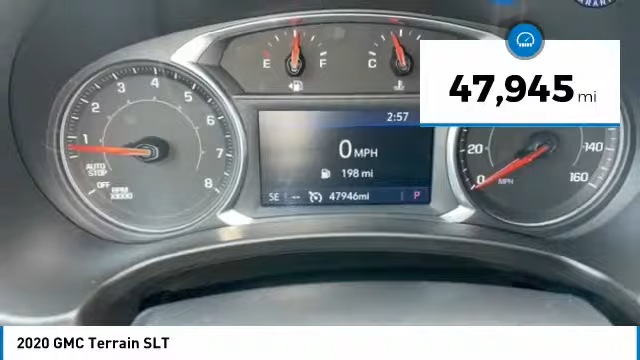 RANTY
E F
C
47,945 mi
1 2 3 4 5 6 7 8
AUTO STOP
OFF
RPM
X1000
2:57
0 MPH
198 mi
SE -- 47946mi P
0 20 140 160
MPH
2020 GMC Terrain SLT